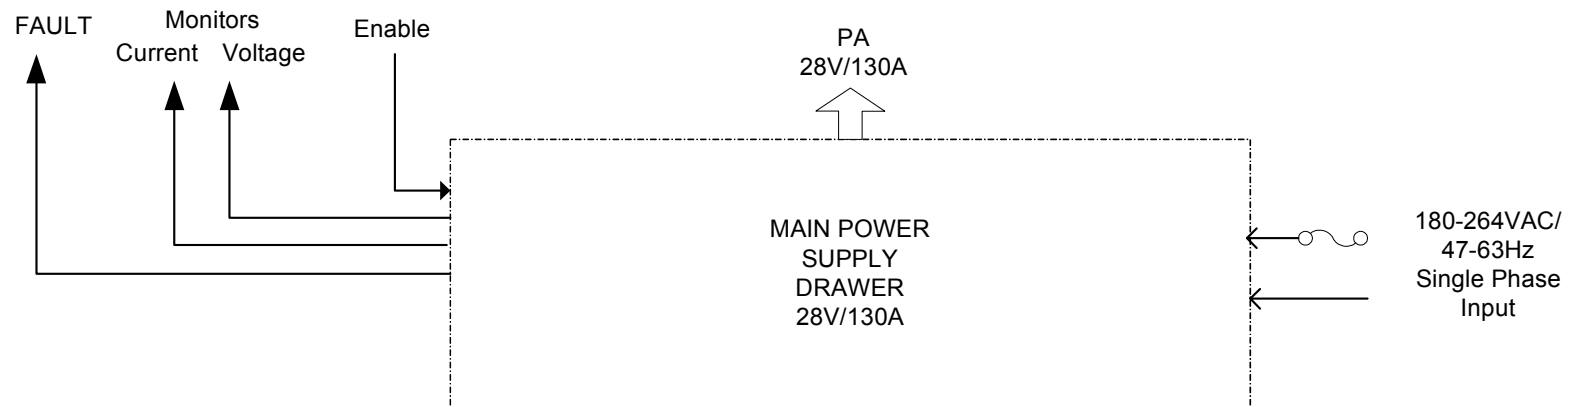 FAULT
Monitors
Current Voltage
Enable
PA
28V/130A
MAIN POWER
SUPPLY
DRAWER
28V/130A
180-264VAC/
47-63Hz
Single Phase
Input